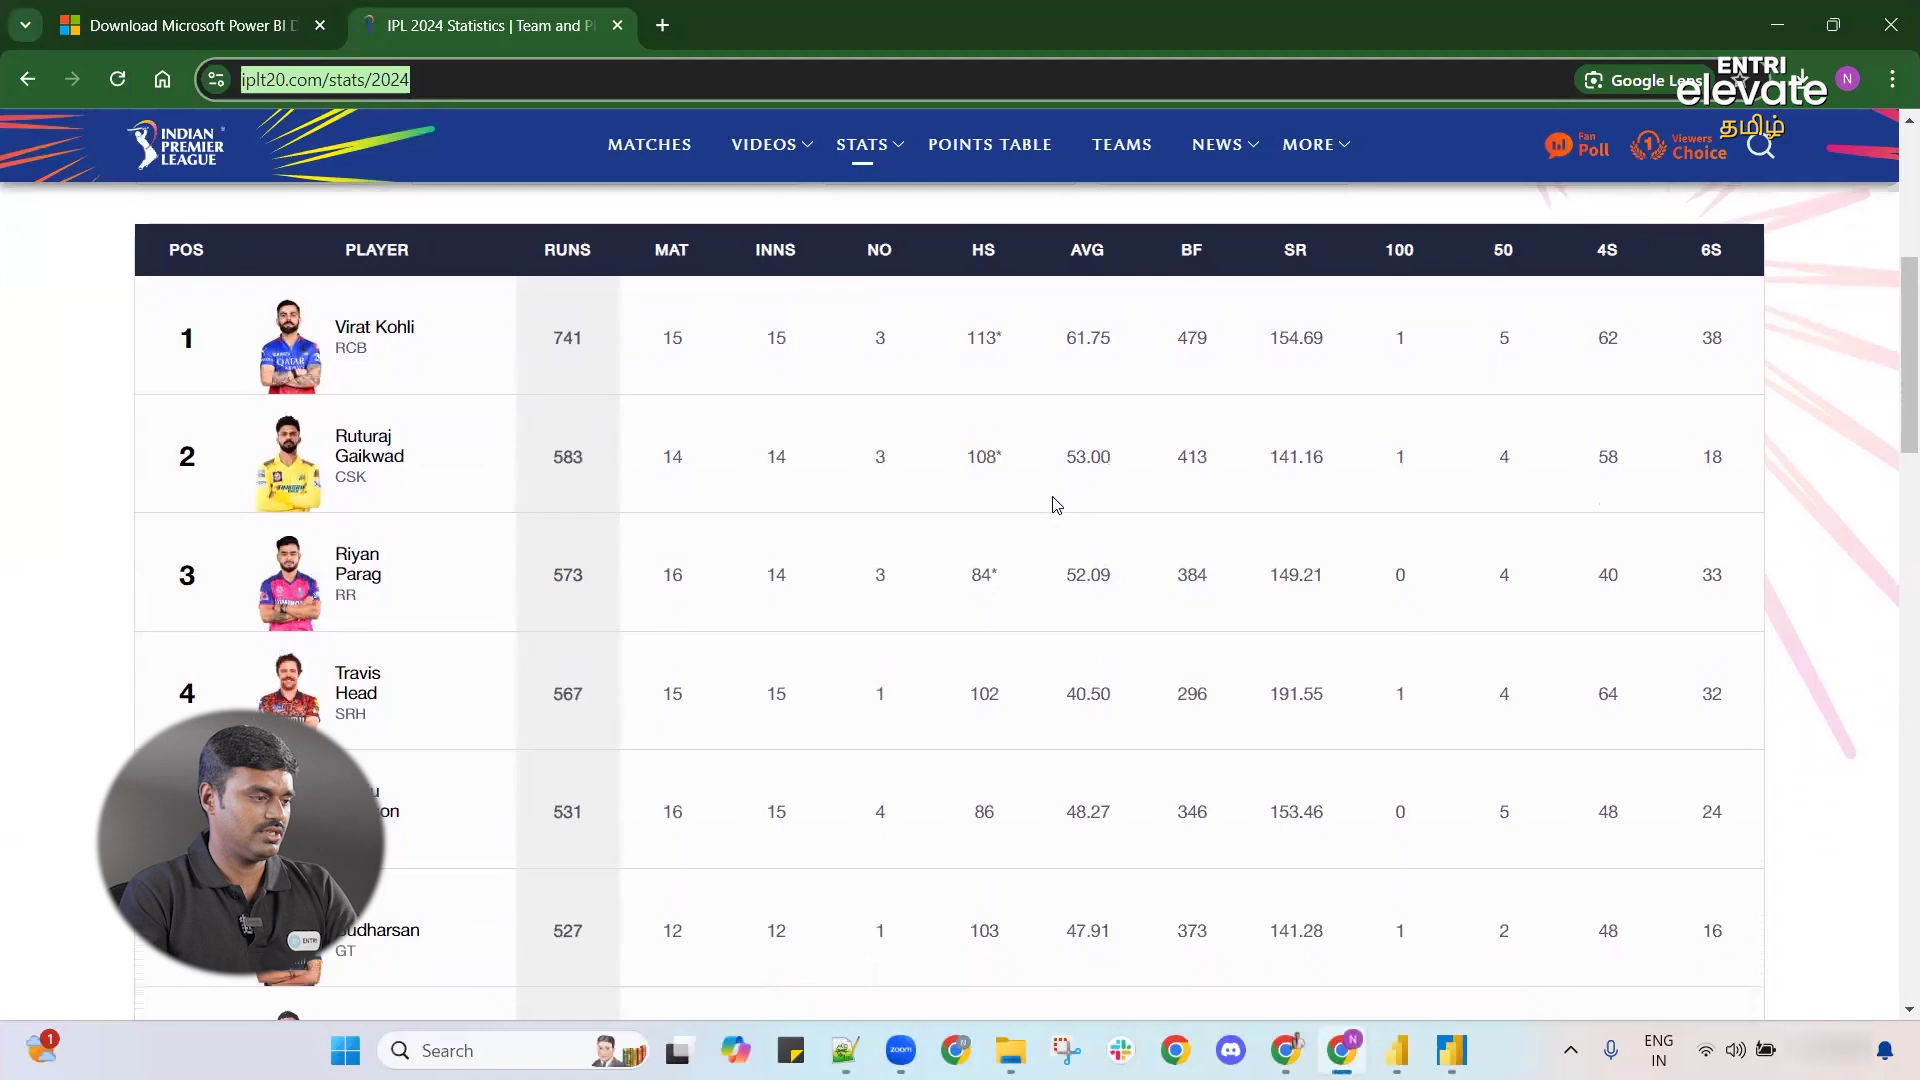 Download Microsoft Power BI D
IPL 2024 Statistics | Team and Pl
iplt20.com/stats/2024
Google Lens
N
ENTRI
elevate
தமிழ்
INDIAN
PREMIER
LEAGUE
MATCHES VIDEOS STATS POINTS TABLE TEAMS NEWS MORE
Fan
Poll
1 Viewers
Choice
POS PLAYER RUNS MAT INNS NO HS AVG BF SR 100 50 4S 6S
1 Virat Kohli 741 15 15 3 113* 61.75 479 154.69 1 5 62 38
RCB
2 Ruturaj
Gaikwad 583 14 14 3 108* 53.00 413 141.16 1 4 58 18
CSK
3 Riyan
Parag 573 16 14 3 84* 52.09 384 149.21 0 4 40 33
RR
4 Travis
Head 567 15 15 1 102 40.50 296 191.55 1 4 64 32
SRH
u
on 531 16 15 4 86 48.27 346 153.46 0 5 48 24
udharsan 527 12 12 1 103 47.91 373 141.28 1 2 48 16
GT
ENTRI
1
Search
zoom
N
N
ENG
IN